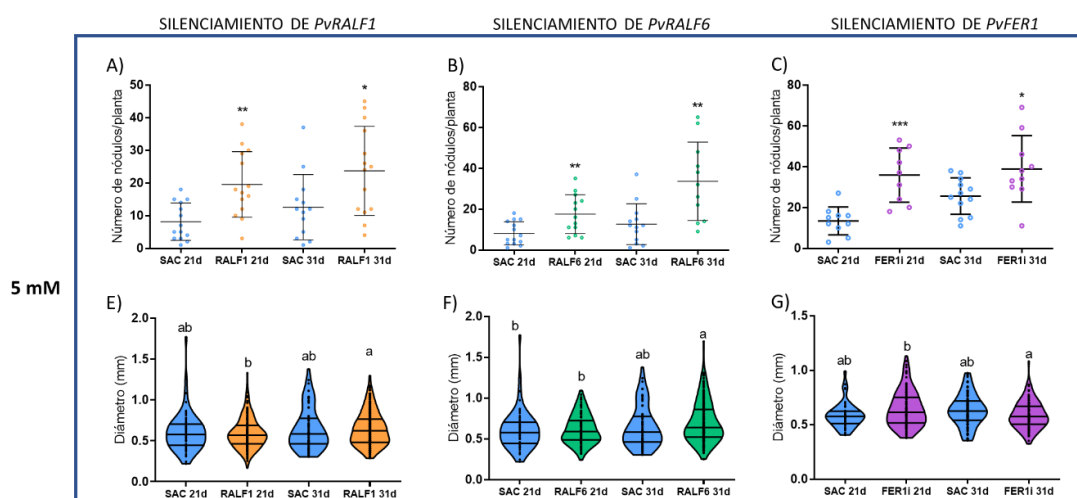 SILENCIAMIENTO DE PvRALF1
SILENCIAMIENTO DE PvRALF6
SILENCIAMIENTO DE PvFER1
5 mM
A)
Número de nódulos/planta
50
40
30
20
10
0
**
*
SAC 21d RALF1 21d SAC 31d RALF1 31d
B)
Número de nódulos/planta
80
60
40
20
0
**
**
SAC 21d RALF6 21d SAC 31d RALF6 31d
C)
Número de nódulos/planta
80
60
40
20
0
***
*
SAC 21d FER1i 21d SAC 31d FER1i 31d
E)
Diámetro (mm)
2.0
1.5
1.0
0.5
0.0
ab b ab a
SAC 21d RALF1 21d SAC 31d RALF1 31d
F)
Diámetro (mm)
2.0
1.5
1.0
0.5
0.0
b b ab a
SAC 21d RALF6 21d SAC 31d RALF6 31d
G)
Diámetro (mm)
1.5
1.0
0.5
0.0
ab b ab a
SAC 21d FER1i 21d SAC 31d FER1i 31d